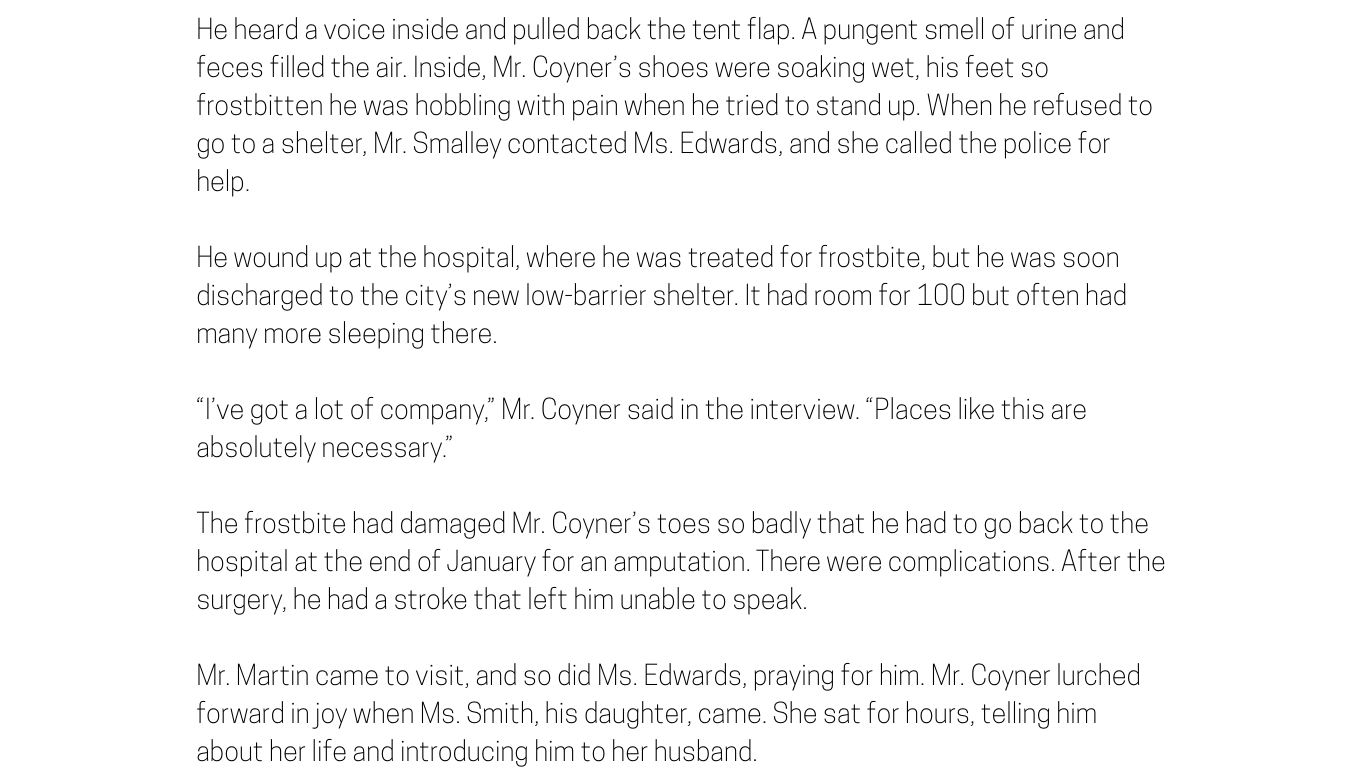 He heard a voice inside and pulled back the tent flap. A pungent smell of urine and
feces filled the air. Inside, Mr. Coyner’s shoes were soaking wet, his feet so
frostbitten he was hobbling with pain when he tried to stand up. When he refused to
go to a shelter, Mr. Smalley contacted Ms. Edwards, and she called the police for
help.
He wound up at the hospital, where he was treated for frostbite, but he was soon
discharged to the city’s new low-barrier shelter. It had room for 100 but often had
many more sleeping there.
“I’ve got a lot of company,” Mr. Coyner said in the interview. “Places like this are
absolutely necessary.”
The frostbite had damaged Mr. Coyner’s toes so badly that he had to go back to the
hospital at the end of January for an amputation. There were complications. After the
surgery, he had a stroke that left him unable to speak.
Mr. Martin came to visit, and so did Ms. Edwards, praying for him. Mr. Coyner lurched
forward in joy when Ms. Smith, his daughter, came. She sat for hours, telling him
about her life and introducing him to her husband.